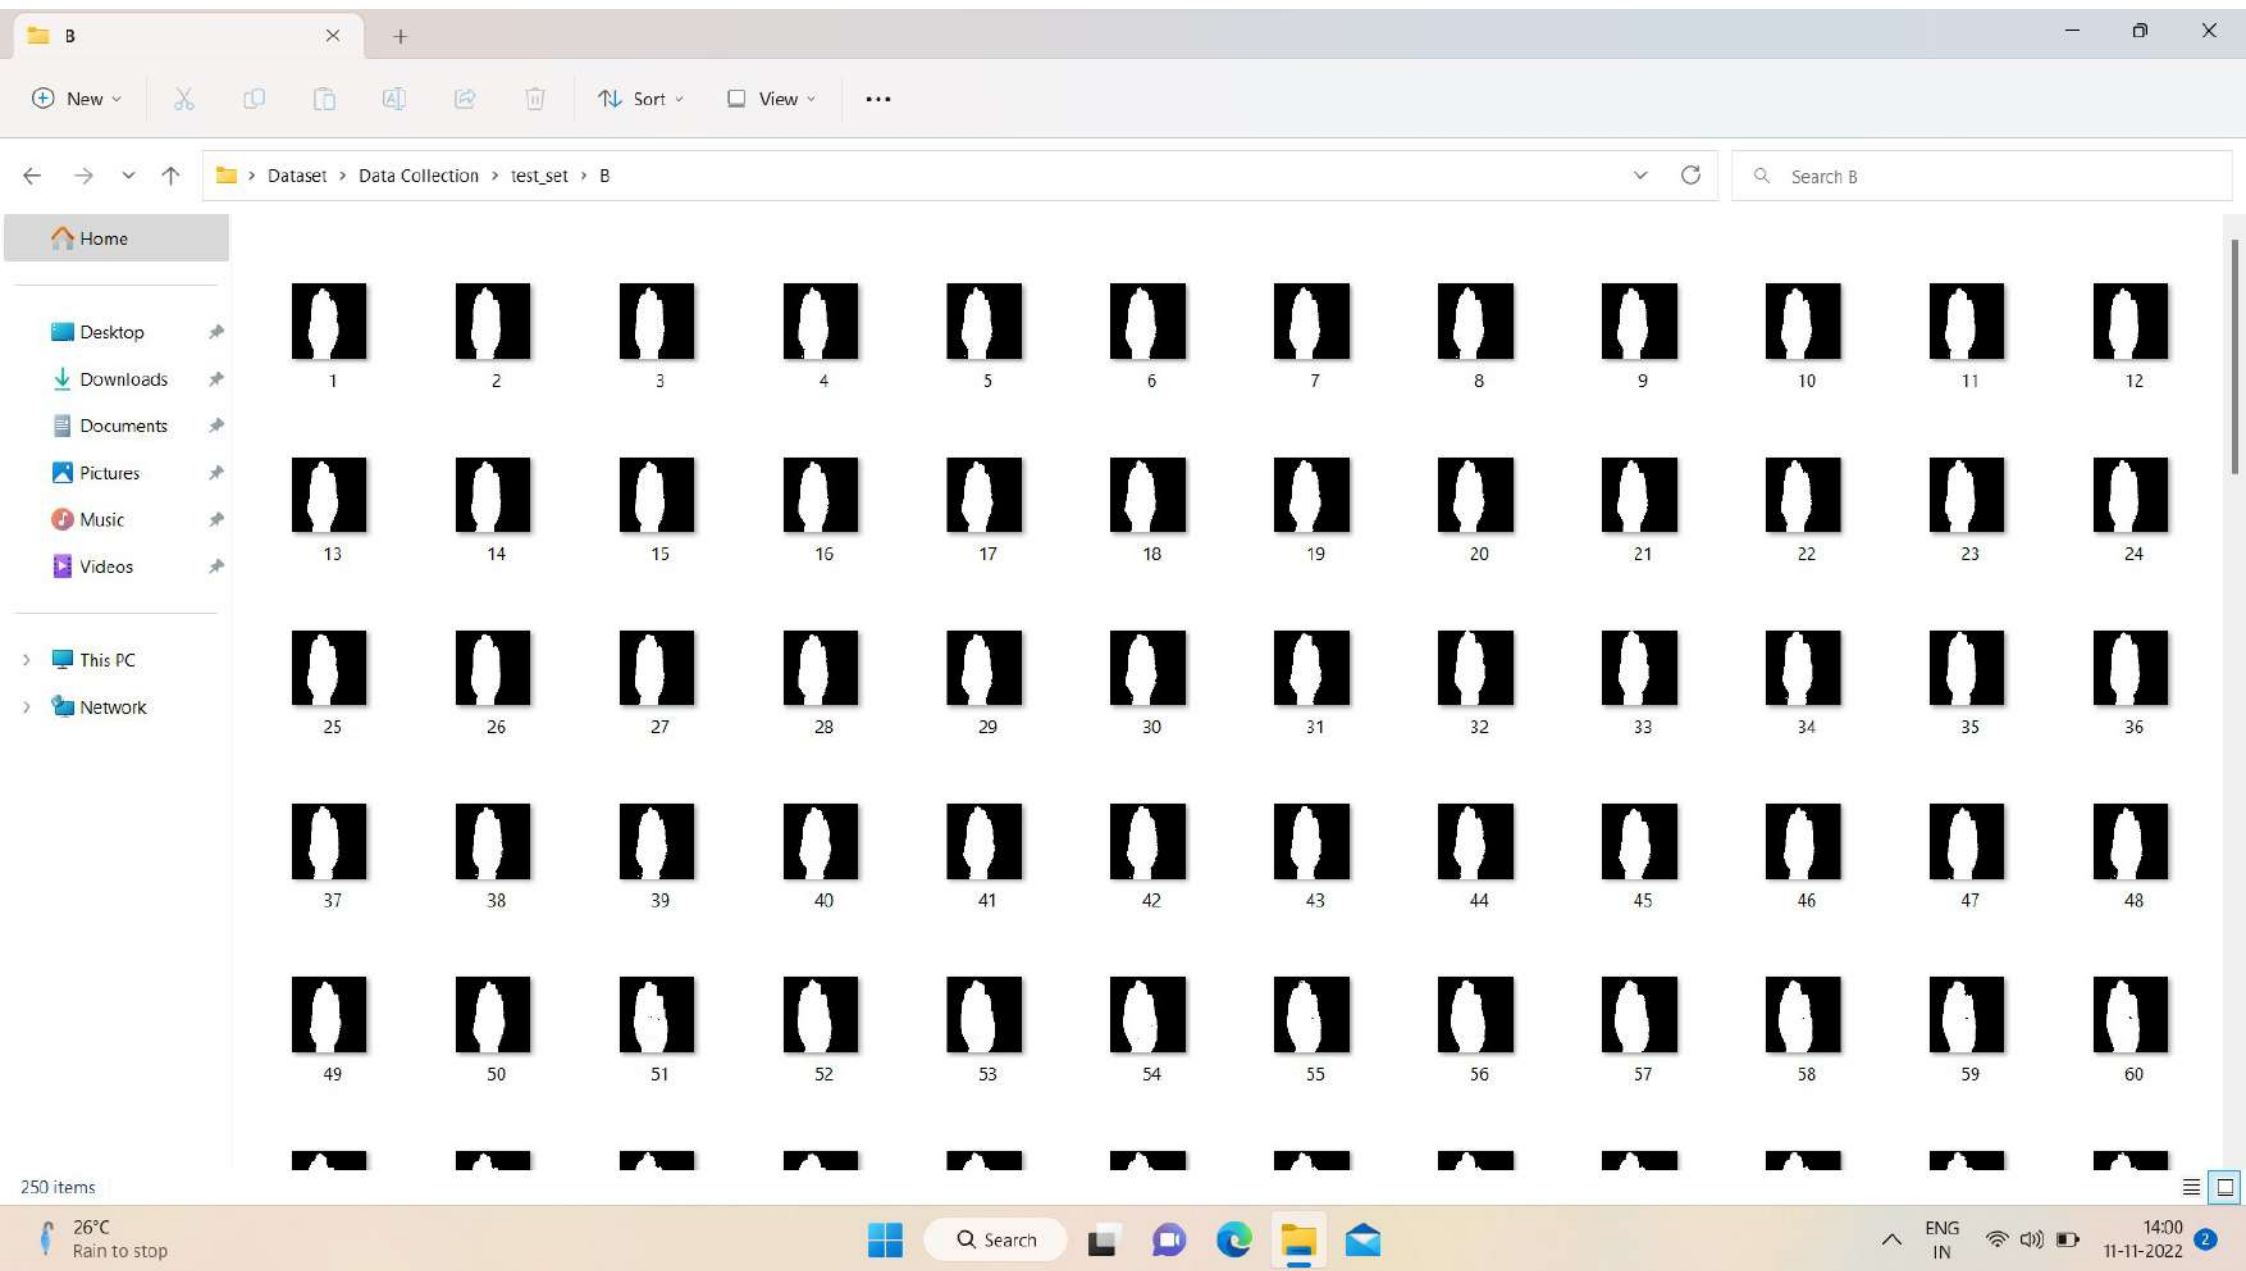 B
New
Sort
View
Dataset > Data Collection > test_set > B
Search B
Home
Desktop
Downloads
Documents
Pictures
Music
Videos
This PC
Network
1 2 3 4 5 6 7 8 9 10 11 12
13 14 15 16 17 18 19 20 21 22 23 24
25 26 27 28 29 30 31 32 33 34 35 36
37 38 39 40 41 42 43 44 45 46 47 48
49 50 51 52 53 54 55 56 57 58 59 60
250 items
26°C
Rain to stop
Search
ENG
IN
14:00
11-11-2022
2